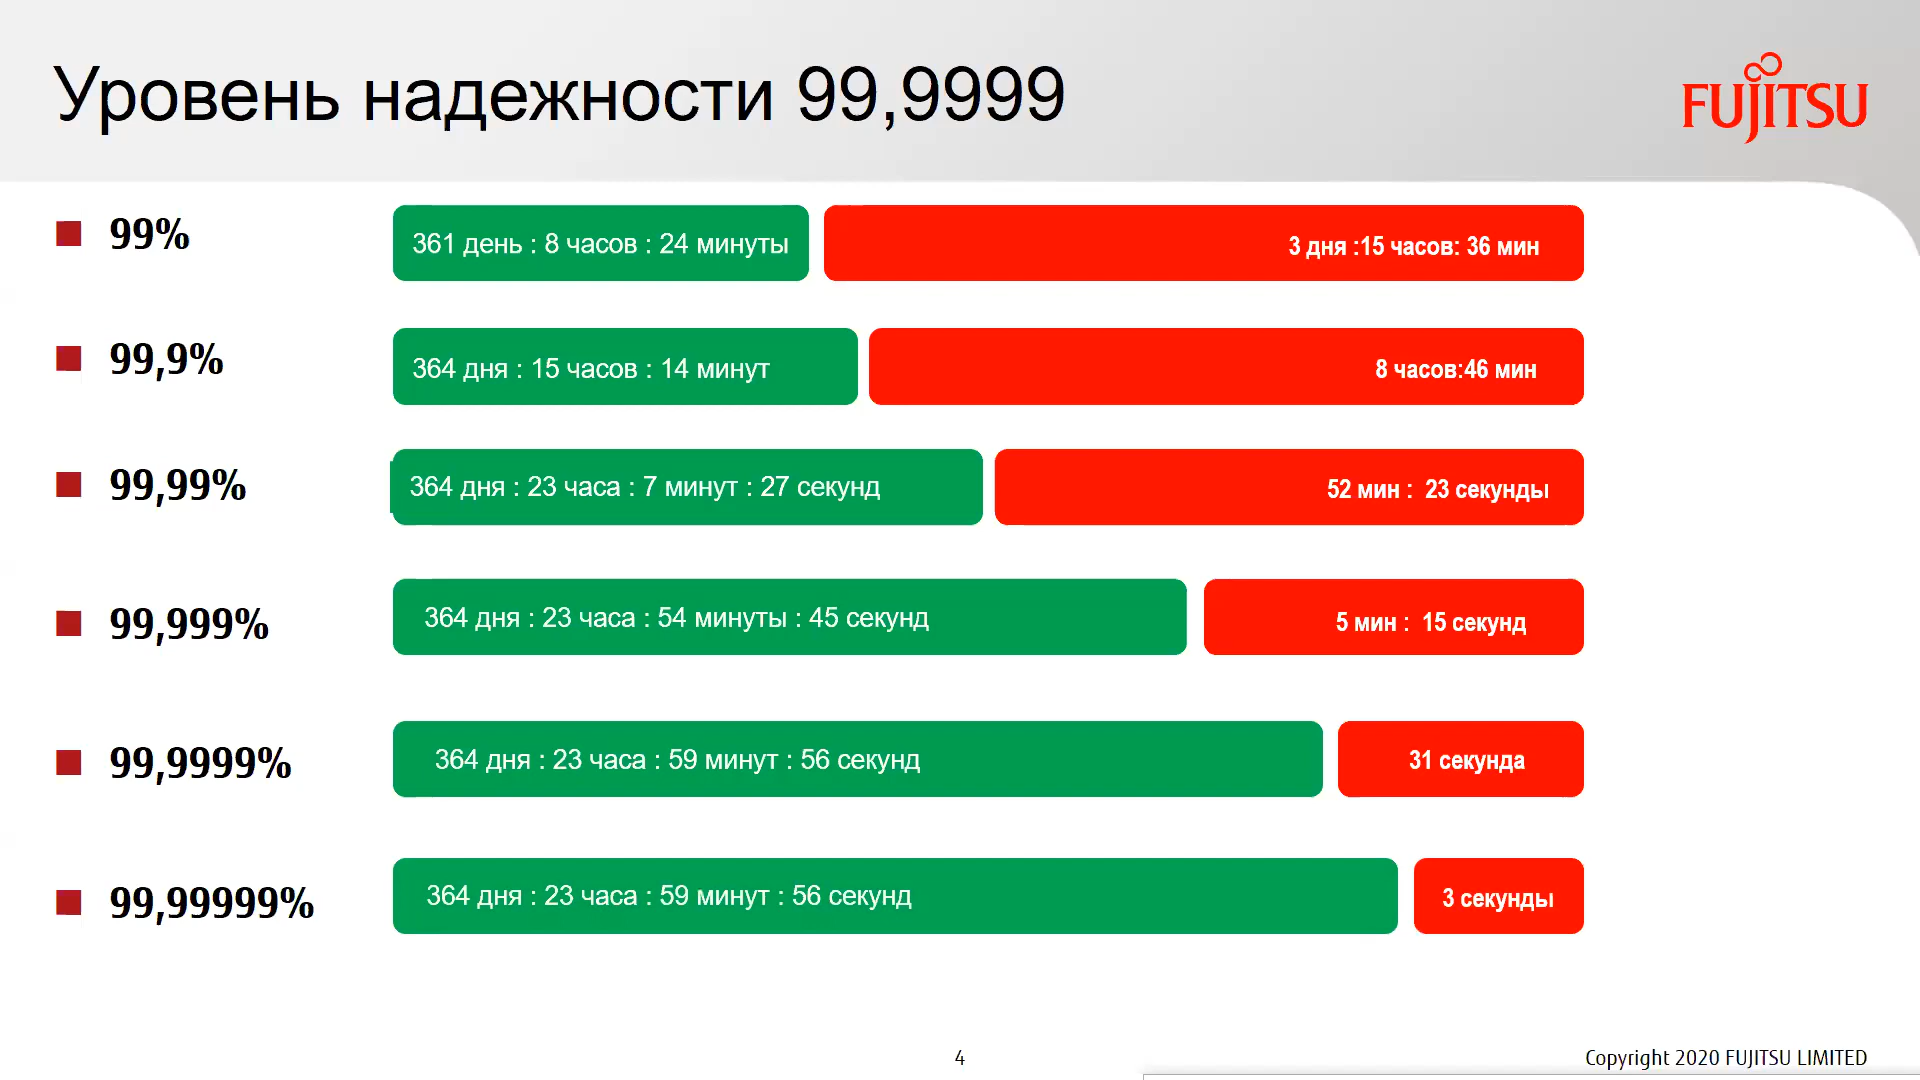 Уровень надежности 99,9999
FUJITSU
99% 361 день : 8 часов : 24 минуты 3 дня :15 часов: 36 мин
99,9% 364 дня : 15 часов : 14 минут 8 часов:46 мин
99,99% 364 дня : 23 часа : 7 минут : 27 секунд 52 мин : 23 секунды
99,999% 364 дня : 23 часа : 54 минуты : 45 секунд 5 мин : 15 секунд
99,9999% 364 дня : 23 часа : 59 минут : 56 секунд 31 секунда
99,99999% 364 дня : 23 часа : 59 минут : 56 секунд 3 секунды
4
Copyright 2020 FUJITSU LIMITED